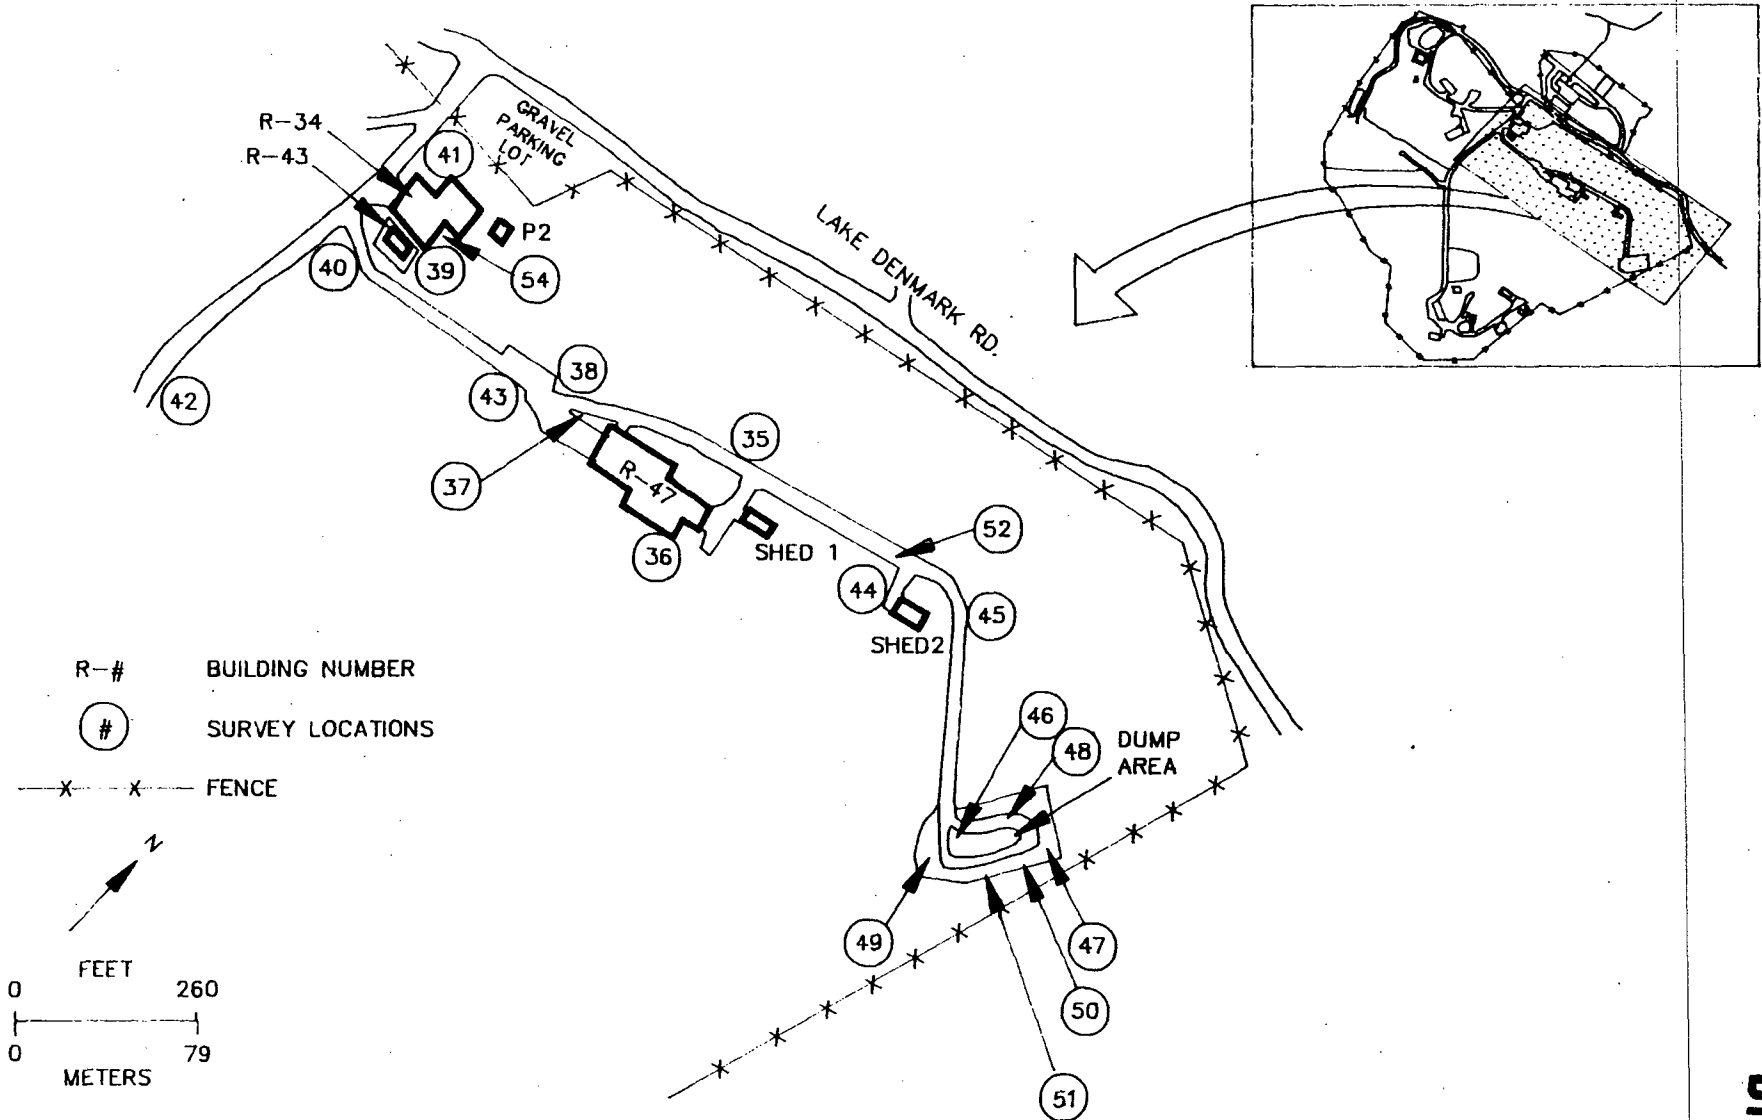 GRAVEL
PARKING
LOT
R-34
R-43
41
P2
40
39
54
LAKE DENMARK RD.
42
43
38
35
37
R-47
36
SHED 1
52
44
45
SHED2
R-# BUILDING NUMBER
# SURVEY LOCATIONS
X X FENCE
N
46
48
DUMP
AREA
49
47
50
51
FEET
0 260
0 79
METERS